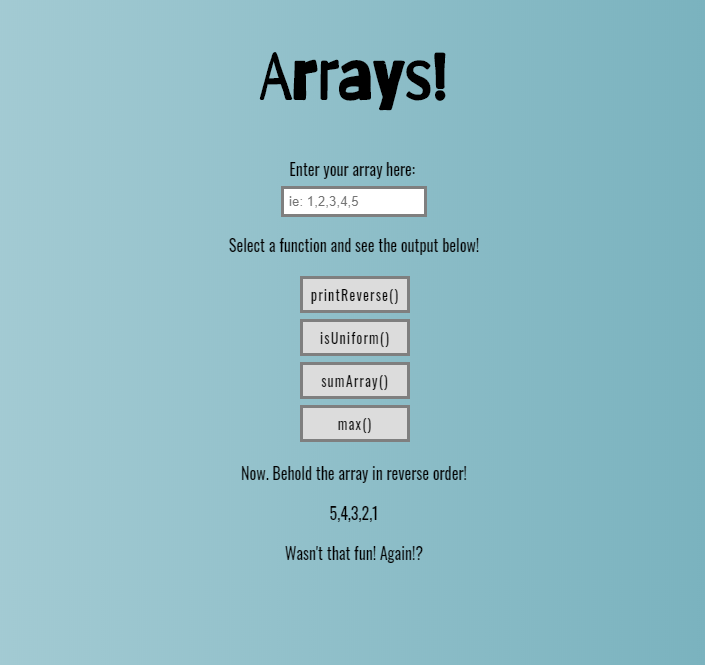 Arrays!
Enter your array here:
ie: 1,2,3,4,5
Select a function and see the output below!
printReverse()
isUniform()
sumArray()
max()
Now. Behold the array in reverse order!
5,4,3,2,1
Wasn't that fun! Again!?